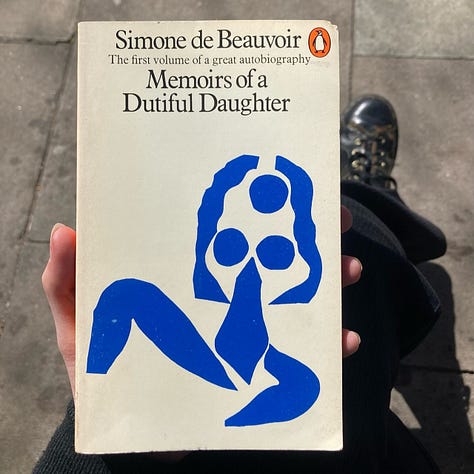 Simone de Beauvoir
The first volume of a great autobiography
Memoirs of a
Dutiful Daughter